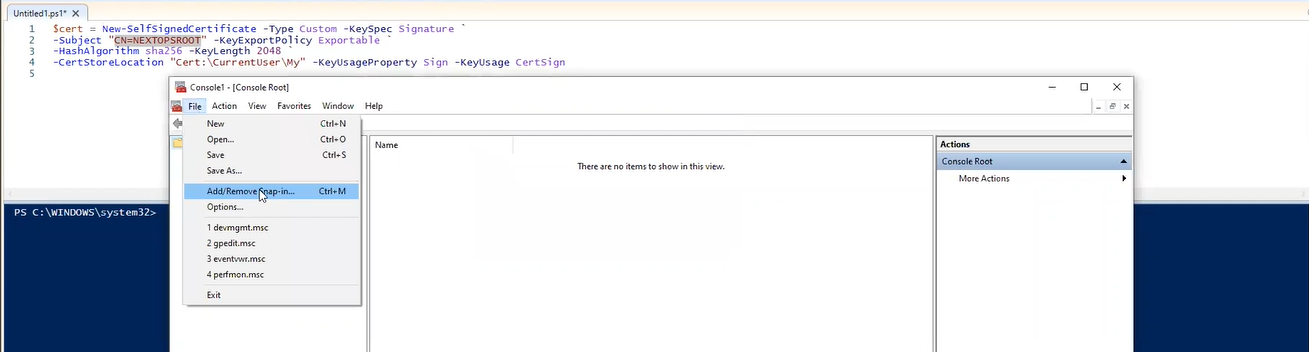 Untitled1.ps1* X
1 $cert = New-SelfSignedCertificate -Type Custom -KeySpec Signature `
2 -Subject "CN=NEXTOPSROOT" -KeyExportPolicy Exportable `
3 -HashAlgorithm sha256 -KeyLength 2048 `
4 -CertStoreLocation "Cert:\CurrentUser\My" -KeyUsageProperty Sign -KeyUsage CertSign
5
Console1 - [Console Root]
File Action View Favorites Window Help
New Ctrl+N
Open... Ctrl+O
Save Ctrl+S
Save As...
Add/Remove Snap-in... Ctrl+M
Options...
1 devmgmt.msc
2 gpedit.msc
3 eventvwr.msc
4 perfmon.msc
Exit
Name
There are no items to show in this view.
Actions
Console Root
More Actions
PS C:\WINDOWS\system32>